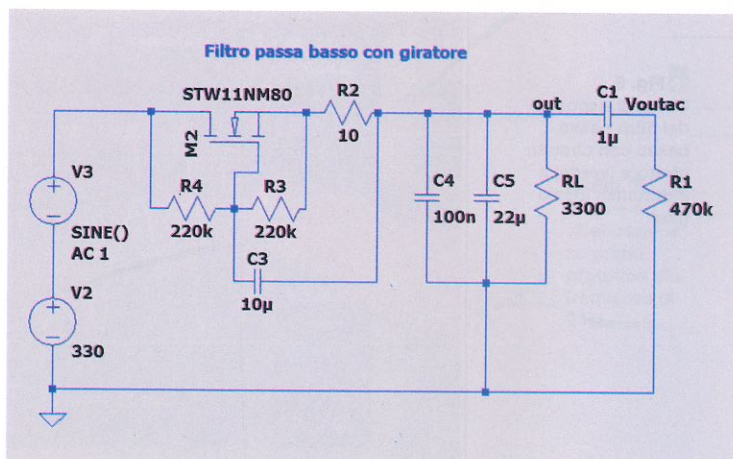 Filtro passa basso con giratore
STW11NM80
R2
10
M2
out
C1
1µ
Voutac
V3
SINE()
AC 1
R4
220k
R3
220k
C3
10µ
C4
100n
C5
22µ
RL
3300
R1
470k
V2
330